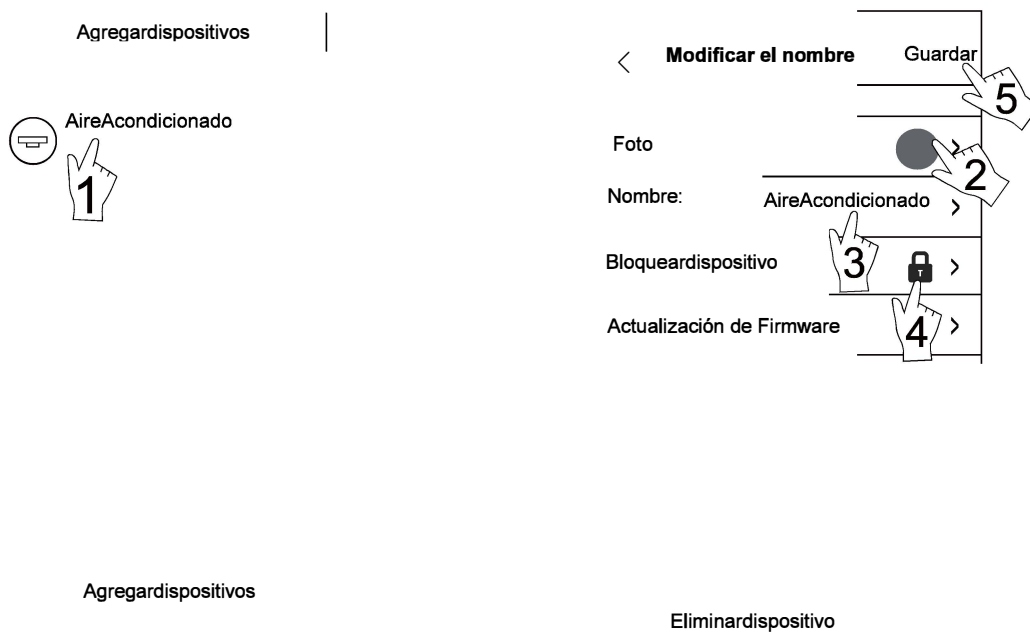 Agregardispositivos
AireAcondicionado
1
Modificar el nombre
Guardar
5
Foto
2
Nombre:
AireAcondicionado
3
Bloqueardispositivo
4
Actualización de Firmware
Agregardispositivos
Eliminardispositivo